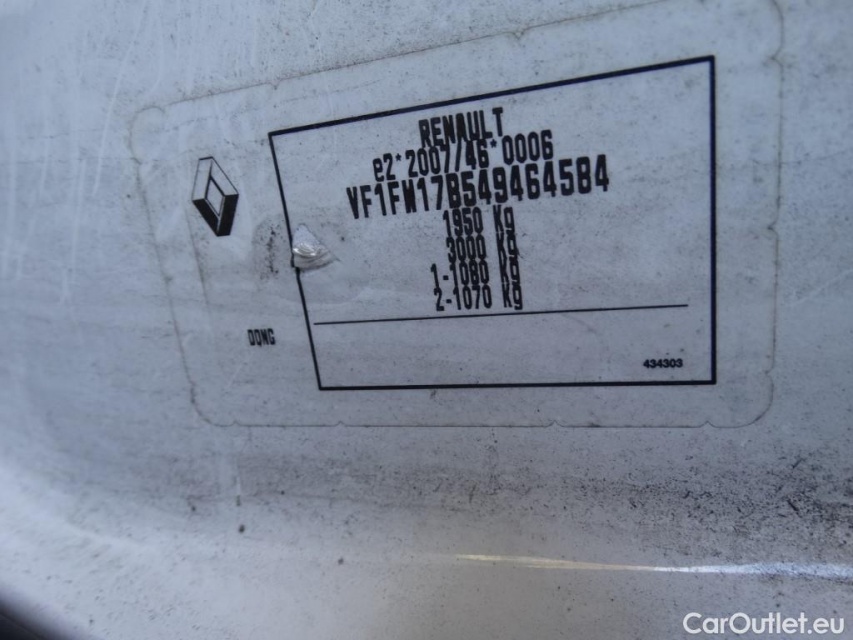 RENAULT
e2*2007/46*0006
VF1FW17B549464584
1950 Kg
3000 Kg
1-1080 Kg
2-1070 Kg
DQNG
434303
CarOutlet.eu